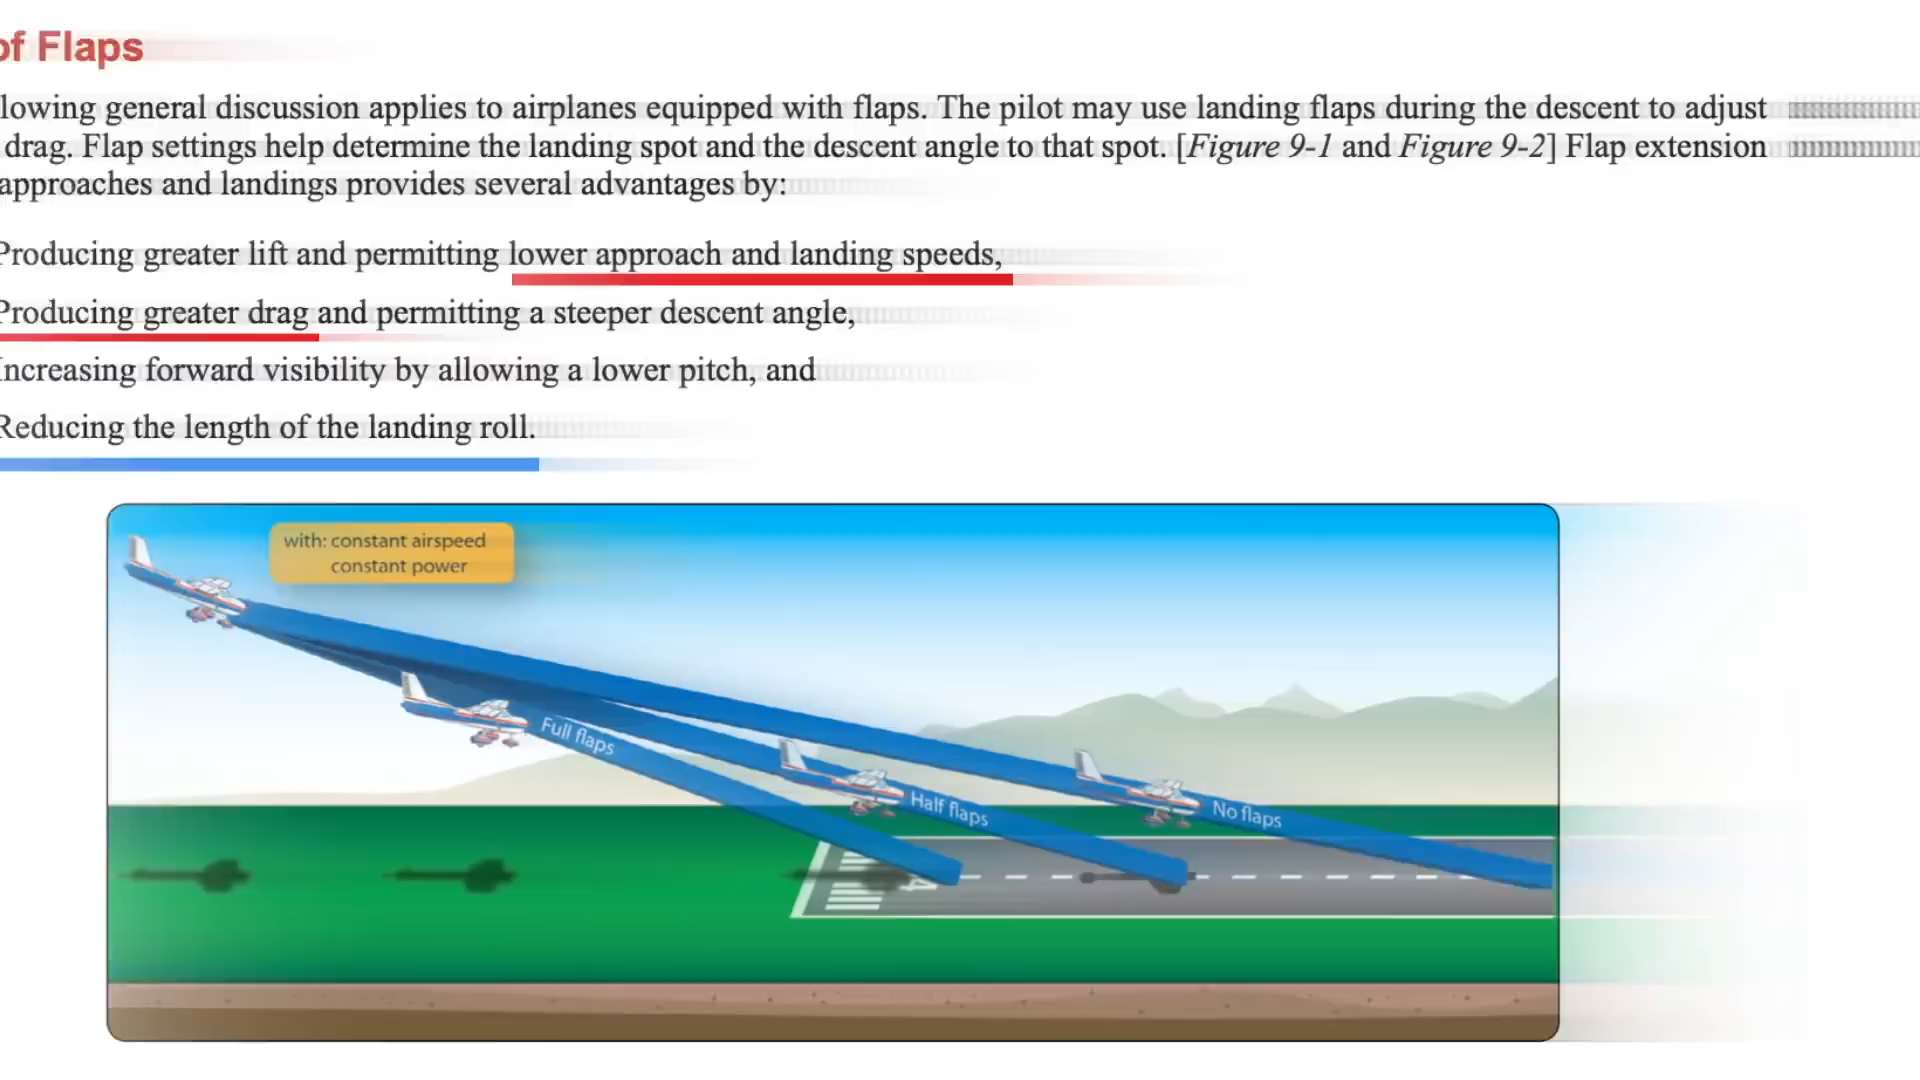 of Flaps
lowing general discussion applies to airplanes equipped with flaps. The pilot may use landing flaps during the descent to adjust
drag. Flap settings help determine the landing spot and the descent angle to that spot. [Figure 9-1 and Figure 9-2] Flap extension
approaches and landings provides several advantages by:
Producing greater lift and permitting lower approach and landing speeds,
Producing greater drag and permitting a steeper descent angle,
Increasing forward visibility by allowing a lower pitch, and
Reducing the length of the landing roll.
with: constant airspeed
constant power
Full flaps
Half flaps
No flaps